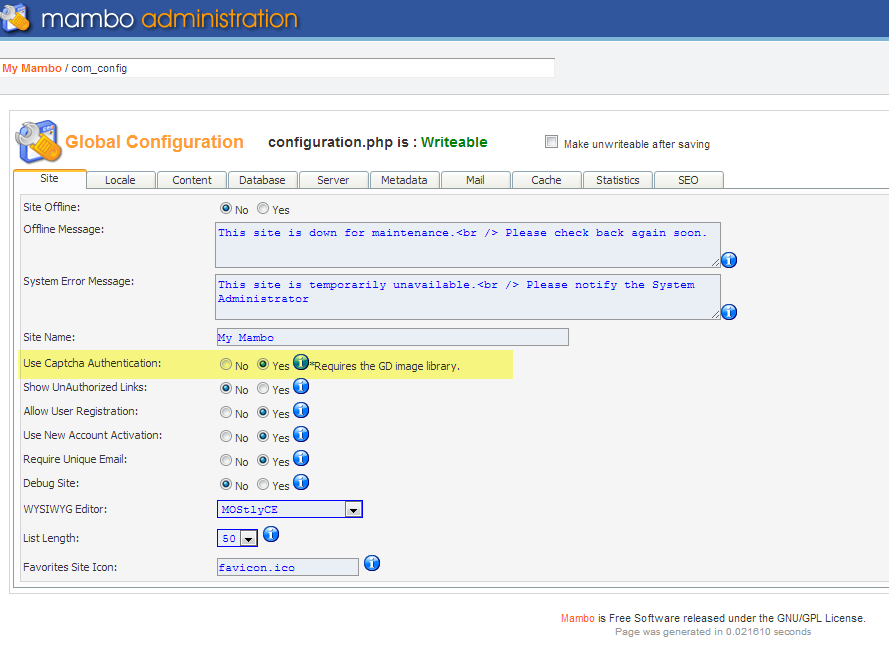 mambo administration
My Mambo / com_config
Global Configuration configuration.php is : Writeable Make unwriteable after saving
Site Locale Content Database Server Metadata Mail Cache Statistics SEO
Site Offline: No Yes
Offline Message: This site is down for maintenance.<br /> Please check back again soon.
System Error Message: This site is temporarily unavailable.<br /> Please notify the System
Administrator
Site Name: My Mambo
Use Captcha Authentication: No Yes *Requires the GD image library.
Show UnAuthorized Links: No Yes
Allow User Registration: No Yes
Use New Account Activation: No Yes
Require Unique Email: No Yes
Debug Site: No Yes
WYSIWYG Editor: MOStlyCE
List Length: 50
Favorites Site Icon: favicon.ico
Mambo is Free Software released under the GNU/GPL License.
Page was generated in 0.021610 seconds